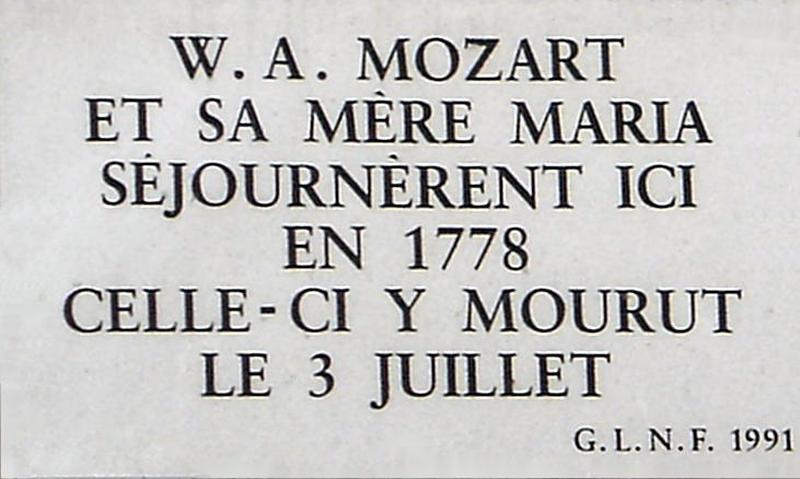 W. A. MOZART
ET SA MÈRE MARIA
SÉJOURNÈRENT ICI
EN 1778
CELLE-CI Y MOURUT
LE 3 JUILLET
G.L.N.F. 1991